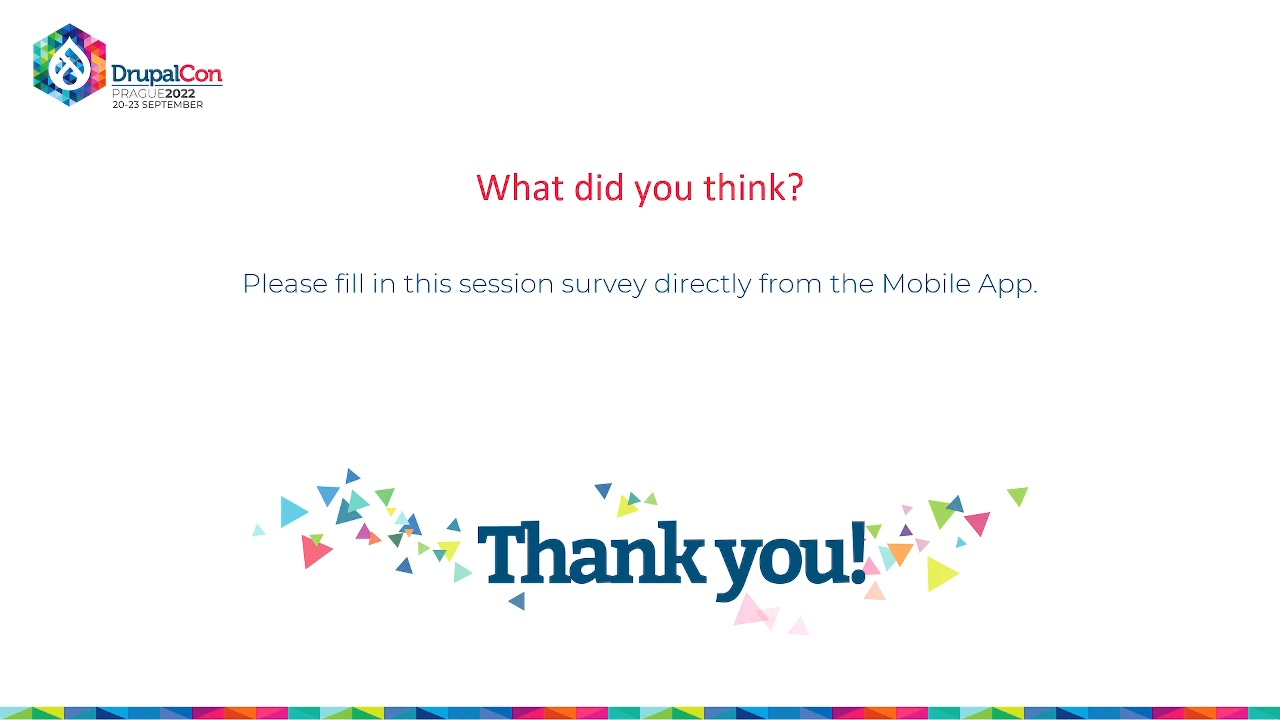 DrupalCon
PRAGUE2022
20-23 SEPTEMBER
What did you think?
Please fill in this session survey directly from the Mobile App.
Thank you!